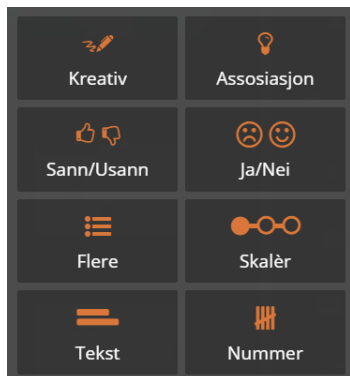 Kreativ
Assosiasjon
Sann/Usann
Ja/Nei
Flere
Skalèr
Tekst
Nummer